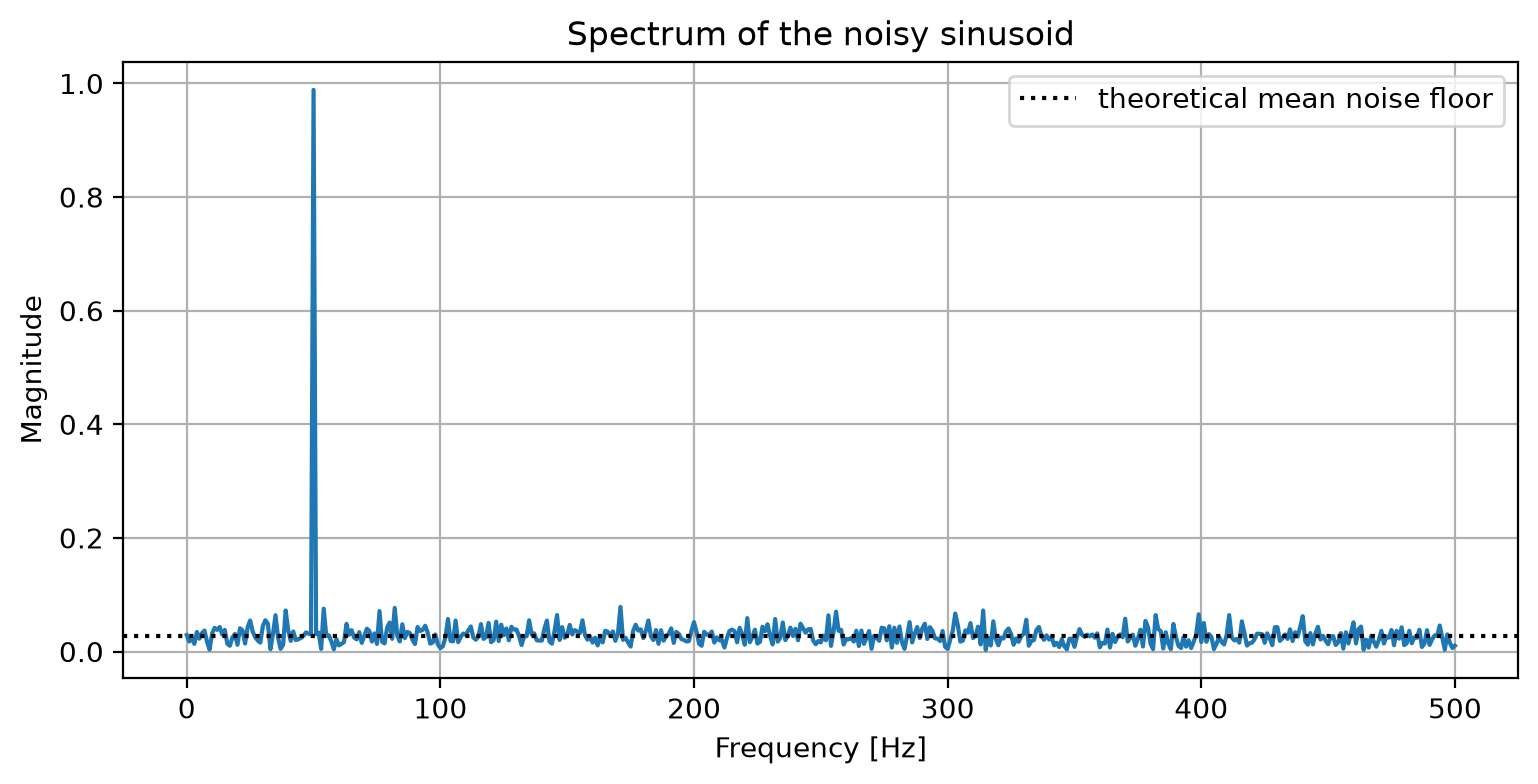 Spectrum of the noisy sinusoid
theoretical mean noise floor
1.0
0.8
0.6
0.4
0.2
0.0
Magnitude
0 100 200 300 400 500
Frequency [Hz]